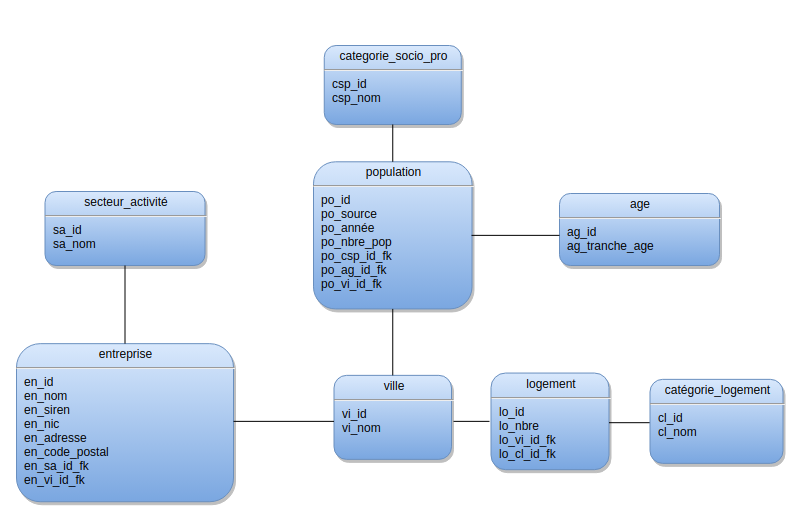 categorie_socio_pro
csp_id
csp_nom
population
po_id
po_source
po_année
po_nbre_pop
po_csp_id_fk
po_ag_id_fk
po_vi_id_fk
secteur_activité
sa_id
sa_nom
age
ag_id
ag_tranche_age
entreprise
en_id
en_nom
en_siren
en_nic
en_adresse
en_code_postal
en_sa_id_fk
en_vi_id_fk
ville
vi_id
vi_nom
logement
lo_id
lo_nbre
lo_vi_id_fk
lo_cl_id_fk
catégorie_logement
cl_id
cl_nom